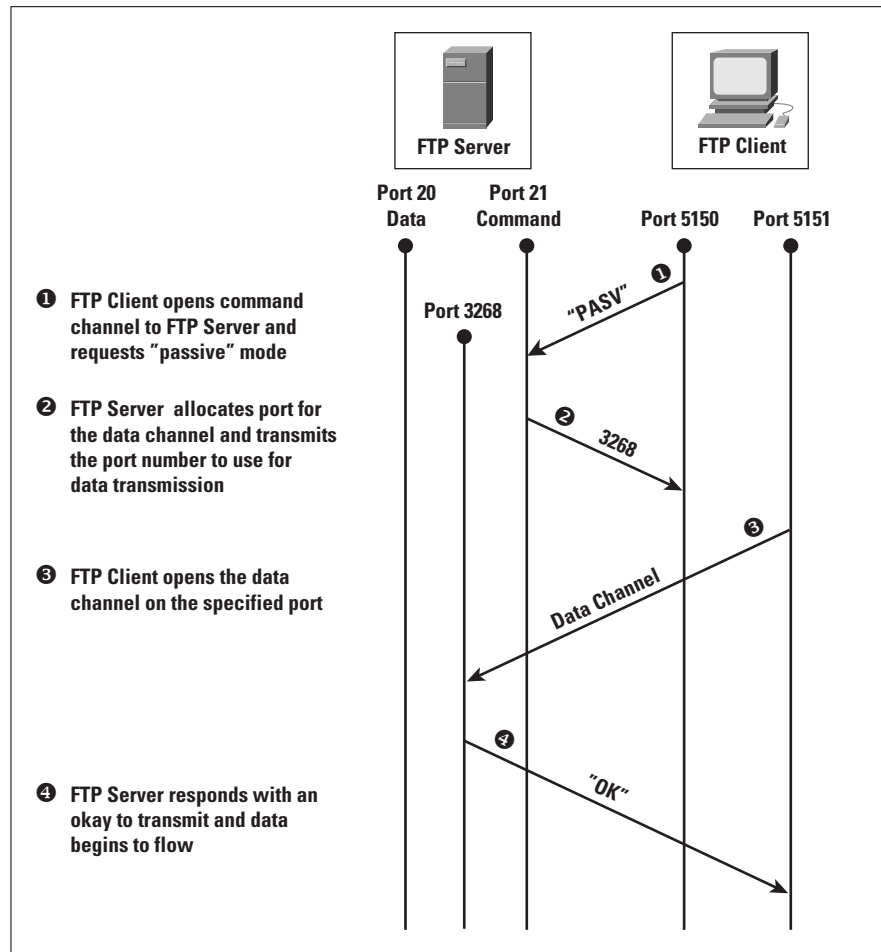 FTP Server
FTP Client
Port 20
Data
Port 21
Command
Port 5150
Port 5151
❶ FTP Client opens command
channel to FTP Server and
requests ”passive” mode
Port 3268
❶
“PASV”
❷ FTP Server allocates port for
the data channel and transmits
the port number to use for
data transmission
❷
3268
❸
❸ FTP Client opens the data
channel on the specified port
Data Channel
❹
❹ FTP Server responds with an
okay to transmit and data
begins to flow
“OK”